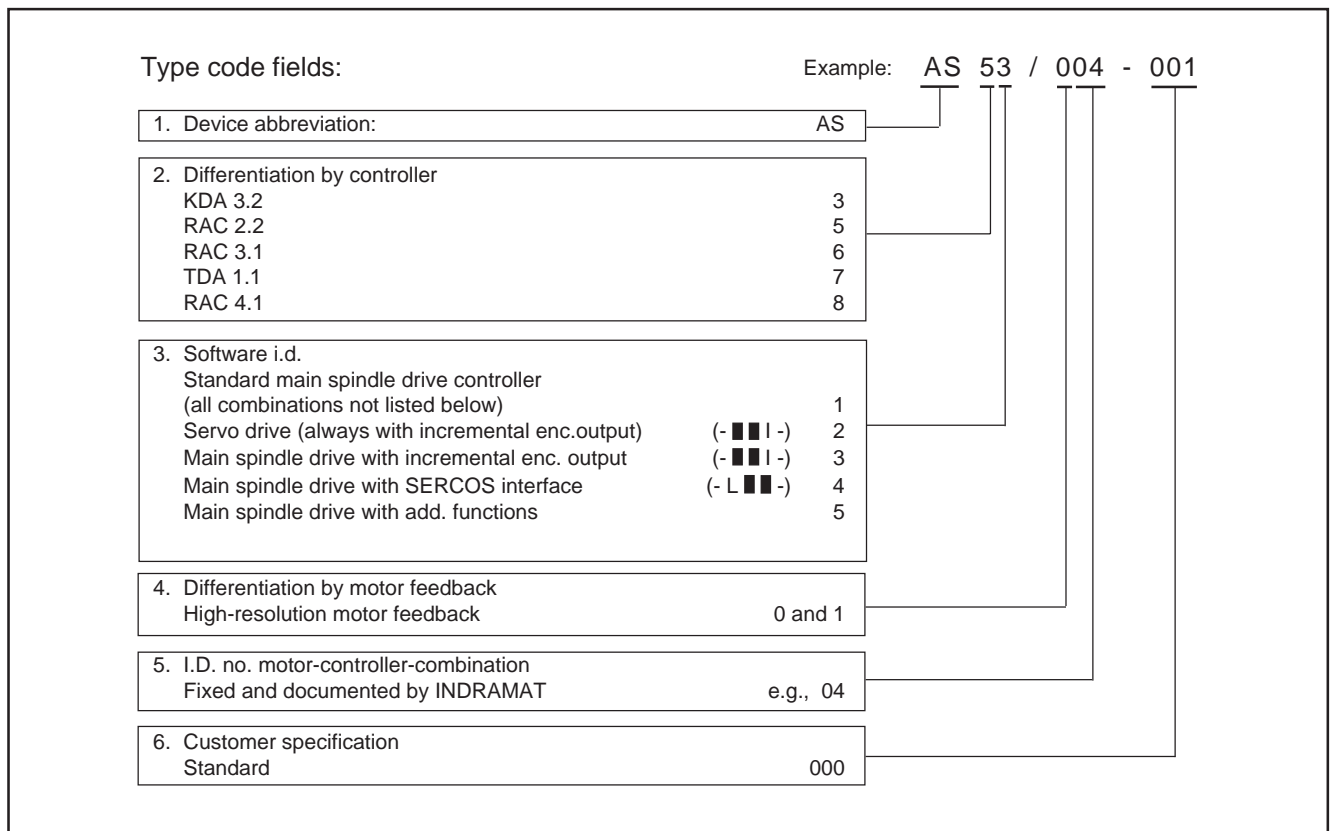 Type code fields: Example: AS 53 / 004 - 001
1. Device abbreviation: AS
2. Differentiation by controller
KDA 3.2 3
RAC 2.2 5
RAC 3.1 6
TDA 1.1 7
RAC 4.1 8
3. Software i.d.
Standard main spindle drive controller
(all combinations not listed below) 1
Servo drive (always with incremental enc.output) (- ■ ■ I -) 2
Main spindle drive with incremental enc. output (- ■ ■ I -) 3
Main spindle drive with SERCOS interface (- L ■ ■ -) 4
Main spindle drive with add. functions 5
4. Differentiation by motor feedback
High-resolution motor feedback 0 and 1
5. I.D. no. motor-controller-combination
Fixed and documented by INDRAMAT e.g., 04
6. Customer specification
Standard 000